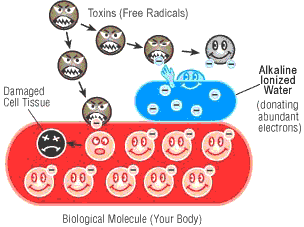 Toxins (Free Radicals)
Alkaline
Ionized
Water
(donating
abundant
electrons)
Damaged
Cell Tissue
Biological Molecule (Your Body)